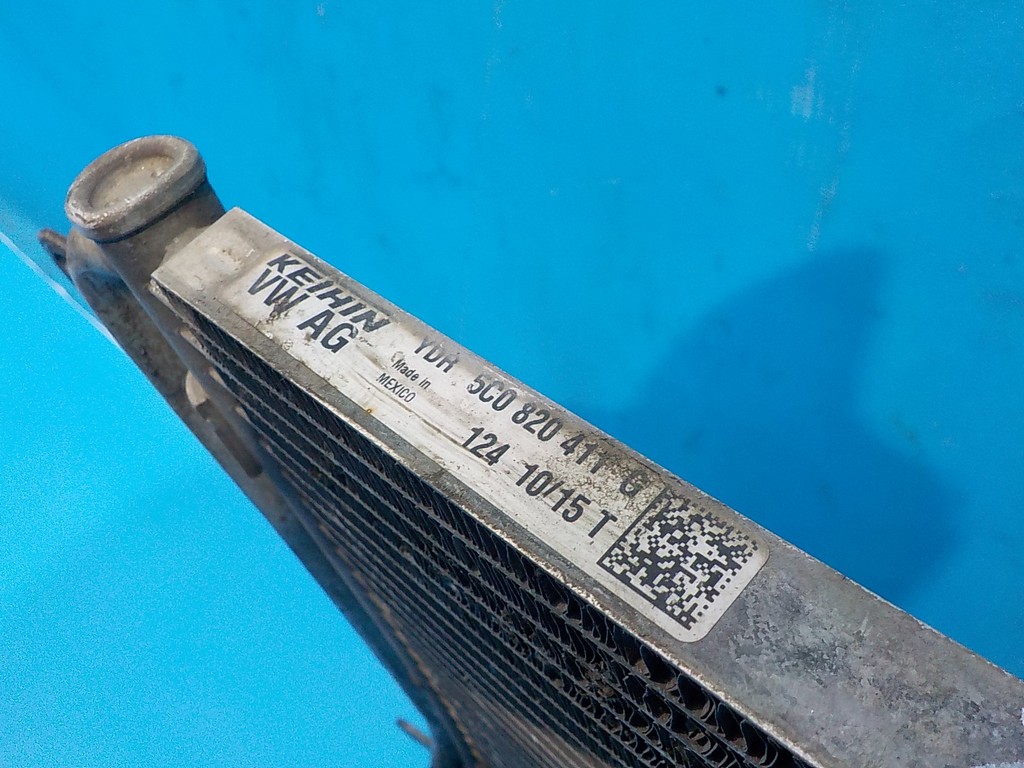 KEIHIN
VW AG
YDR 5C0 820 411 G
Made in
MEXICO
124 10/15 T